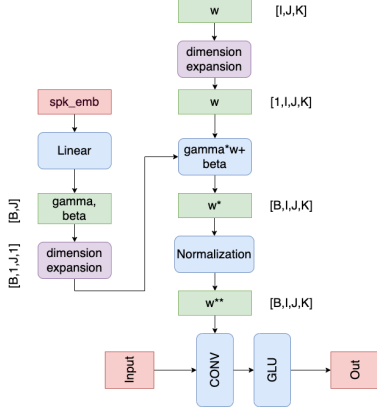 w
[I,J,K]
dimension
expansion
w
[1,I,J,K]
spk_emb
Linear
gamma*w+
beta
[B,J]
gamma,
beta
w*
[B,I,J,K]
[B,1,J,1]
dimension
expansion
Normalization
w**
[B,I,J,K]
Input
CONV
GLU
Out